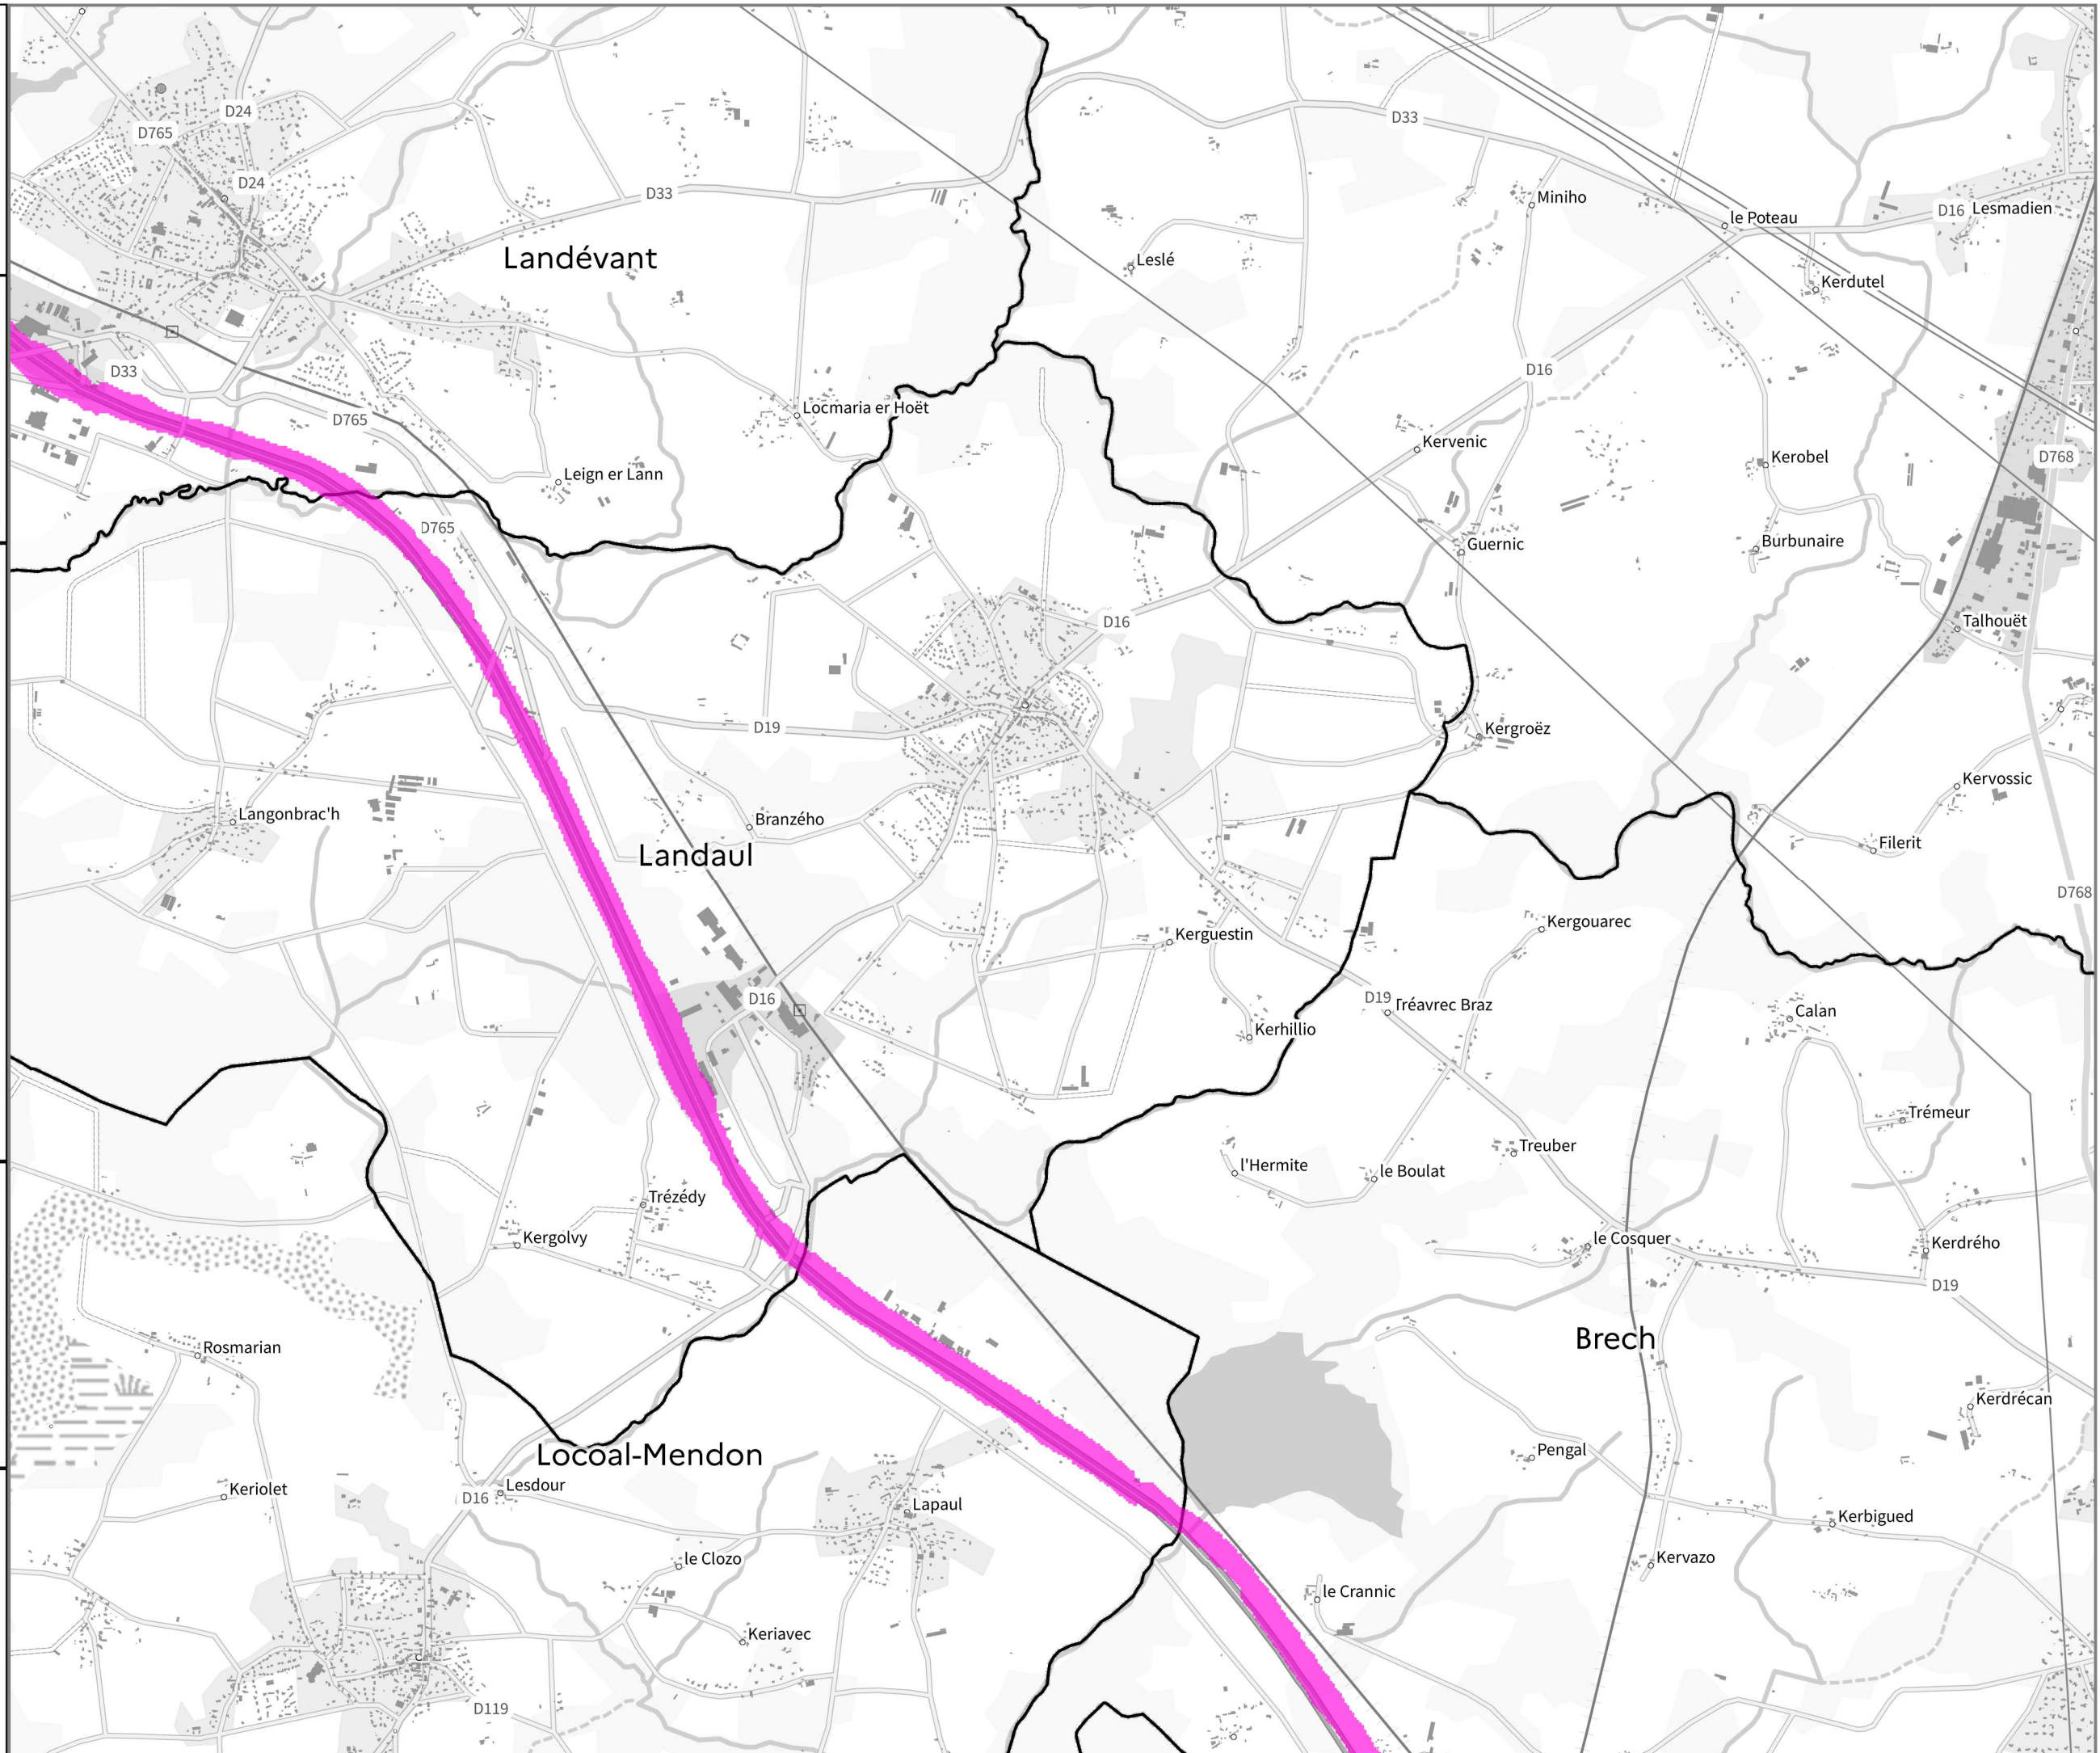 D24
D33
D765
D24
Miniho
D33
D16 Lesmadien
le Poteau
Landévant
Leslé
Kerdutel
D33
D16
Locmaria er Hoët
D765
Kervenic
Kerobel
D768
Leign er Lann
D765
Guernic
Burbunaire
D16
Talhouët
D19
Kergroëz
Kervossic
Langonbrac'h
Branzého
Filerit
Landaul
D768
Kergouarec
Kerguestin
D16
D19
Tréavrec Braz
Calan
Kerhillio
Trémeur
Treuber
l'Hermite
le Boulat
Trézédy
Kergolvy
le Cosquer
Kerdrého
D19
Rosmarian
Brech
Kerdrécan
Locoal-Mendon
Pengal
Keriolet
Lesdour
D16
Lapaul
Kerbigued
le Clozo
Kervazo
le Crannic
Keriavec
D119